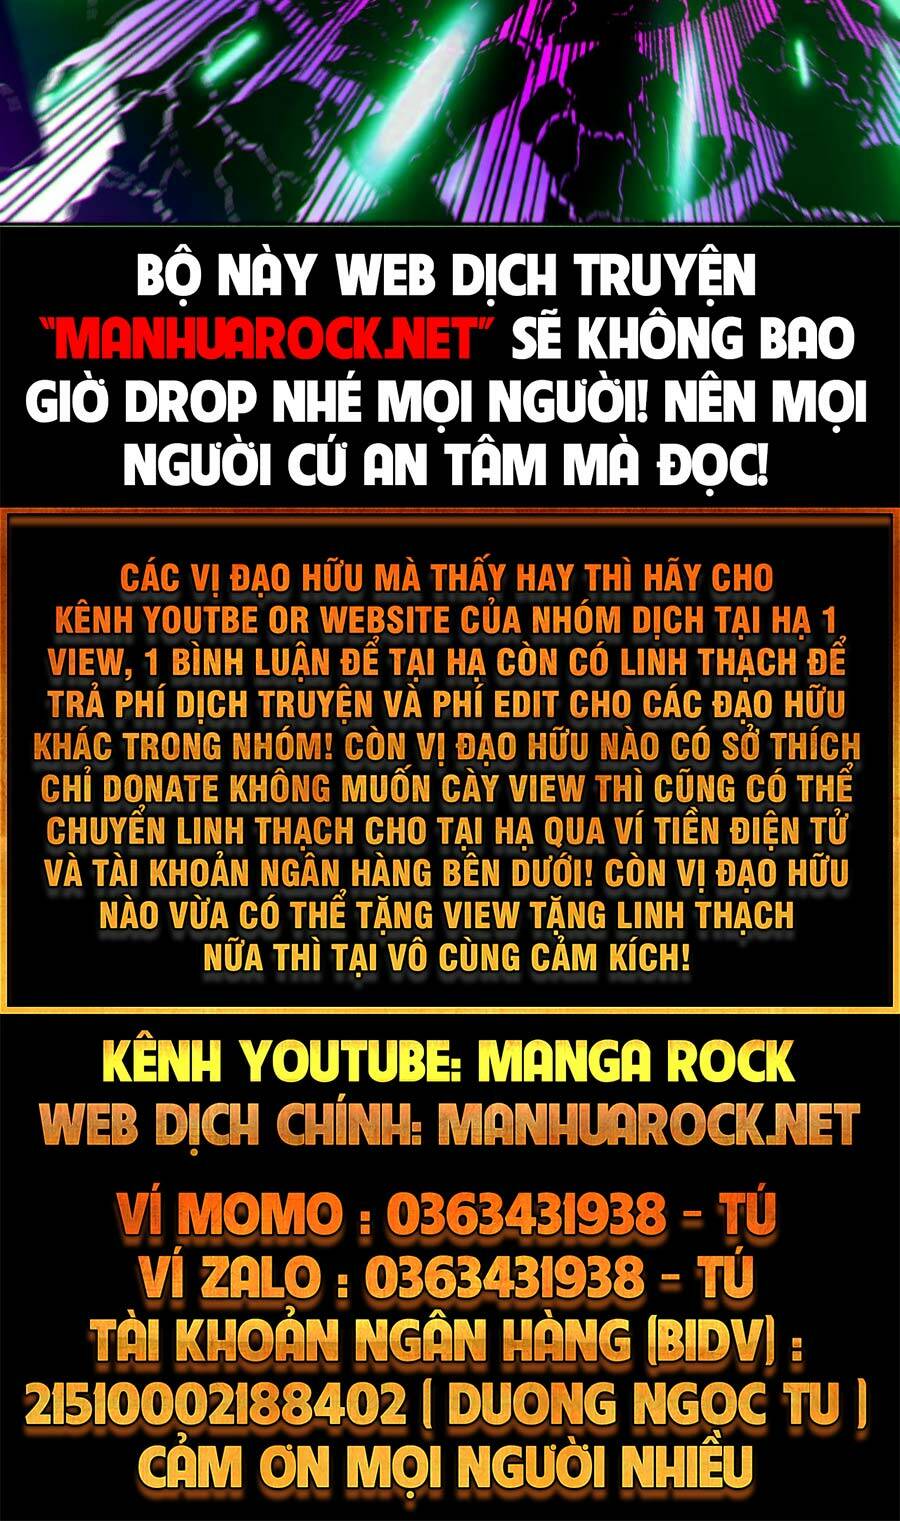 BỘ NÀY WEB DỊCH TRUYỆN
"MANHUAROCK.NET" SẼ KHÔNG BAO
GIỜ DROP NHÉ MỌI NGƯỜI! NÊN MỌI
NGƯỜI CỨ AN TÂM MÀ ĐỌC!
CÁC VỊ ĐẠO HỮU MÀ THẤY HAY THÌ HÃY CHO
KÊNH YOUTBE OR WEBSITE CỦA NHÓM DỊCH TẠI HẠ 1
VIEW, 1 BÌNH LUẬN ĐỂ TẠI HẠ CÒN CÓ LINH THẠCH ĐỂ
TRẢ PHÍ DỊCH TRUYỆN VÀ PHÍ EDIT CHO CÁC ĐẠO HỮU
KHÁC TRONG NHÓM! CÒN VỊ ĐẠO HỮU NÀO CÓ SỞ THÍCH
CHỈ DONATE KHÔNG MUỐN CÀY VIEW THÌ CŨNG CÓ THỂ
CHUYỂN LINH THẠCH CHO TẠI HẠ QUA VÍ TIỀN ĐIỆN TỬ
VÀ TÀI KHOẢN NGÂN HÀNG BÊN DƯỚI! CÒN VỊ ĐẠO HỮU
NÀO VỪA CÓ THỂ TẶNG VIEW TẶNG LINH THẠCH
NỮA THÌ TẠI VÔ CÙNG CẢM KÍCH!
KÊNH YOUTUBE: MANGA ROCK
WEB DỊCH CHÍNH: MANHUAROCK.NET
VÍ MOMO : 0363431938 - TÚ
VÍ ZALO : 0363431938 - TÚ
TÀI KHOẢN NGÂN HÀNG (BIDV) :
21510002188402 ( DUONG NGỌC TU )
CẢM ƠN MỌI NGƯỜI NHIỀU